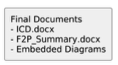 Final Documents
- ICD.docx
- F2P_Summary.docx
- Embedded Diagrams